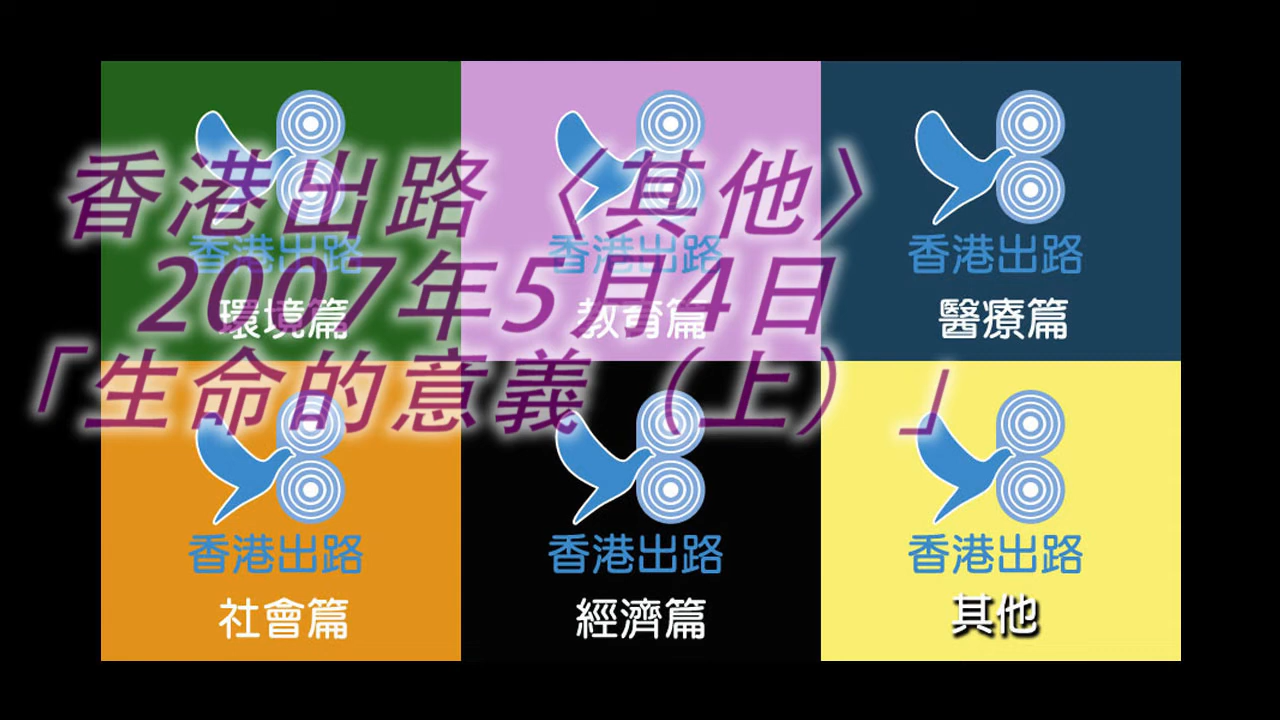 香港出路〈其他〉
2007年5月4日
「生命的意義（上）」
香港出路
環境篇
香港出路
教育篇
香港出路
醫療篇
香港出路
社會篇
香港出路
經濟篇
香港出路
其他